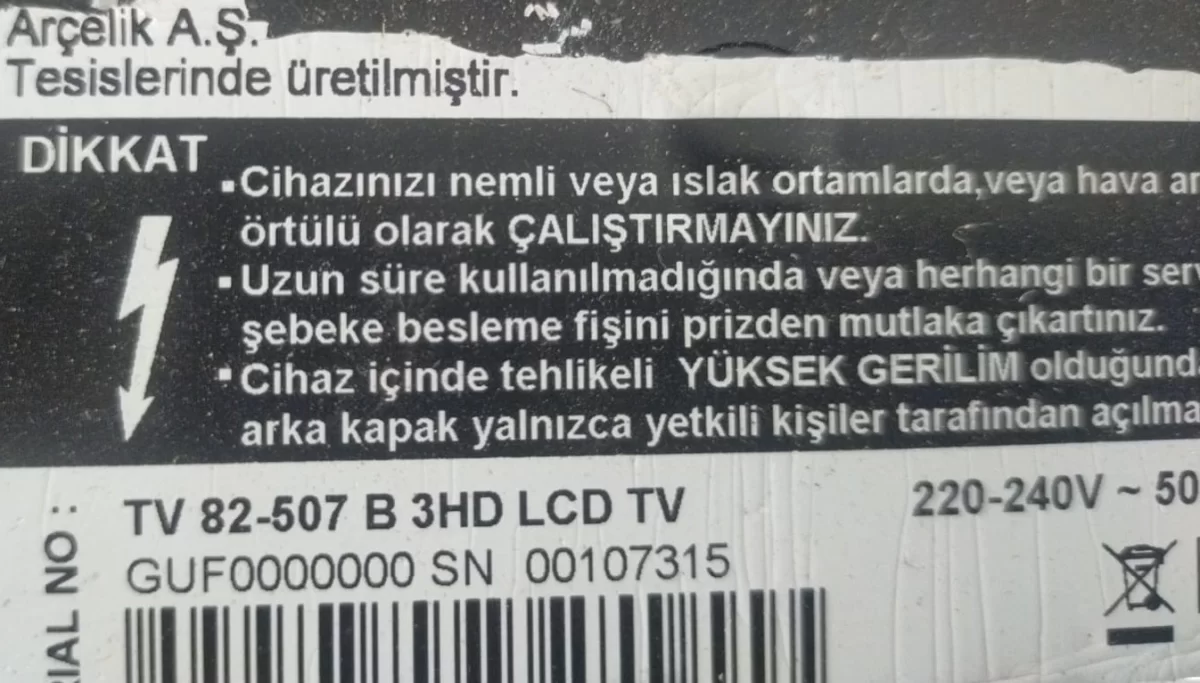 Arçelik A.Ş.
Tesislerinde üretilmiştir.
DİKKAT
▪Cihazınızı nemli veya ıslak ortamlarda,veya hava
örtülü olarak ÇALIŞTIRMAYINIZ.
▪Uzun süre kullanılmadığında veya herhangi bir
şebeke besleme fişini prizden mutlaka çıkartınız.
▪Cihaz içinde tehlikeli YÜKSEK GERİLİM
arka kapak yalnızca yetkili kişiler tarafından
TV 82-507 B 3HD LCD TV
220-240V ~ 50
GUF0000000 SN 00107315
NO :